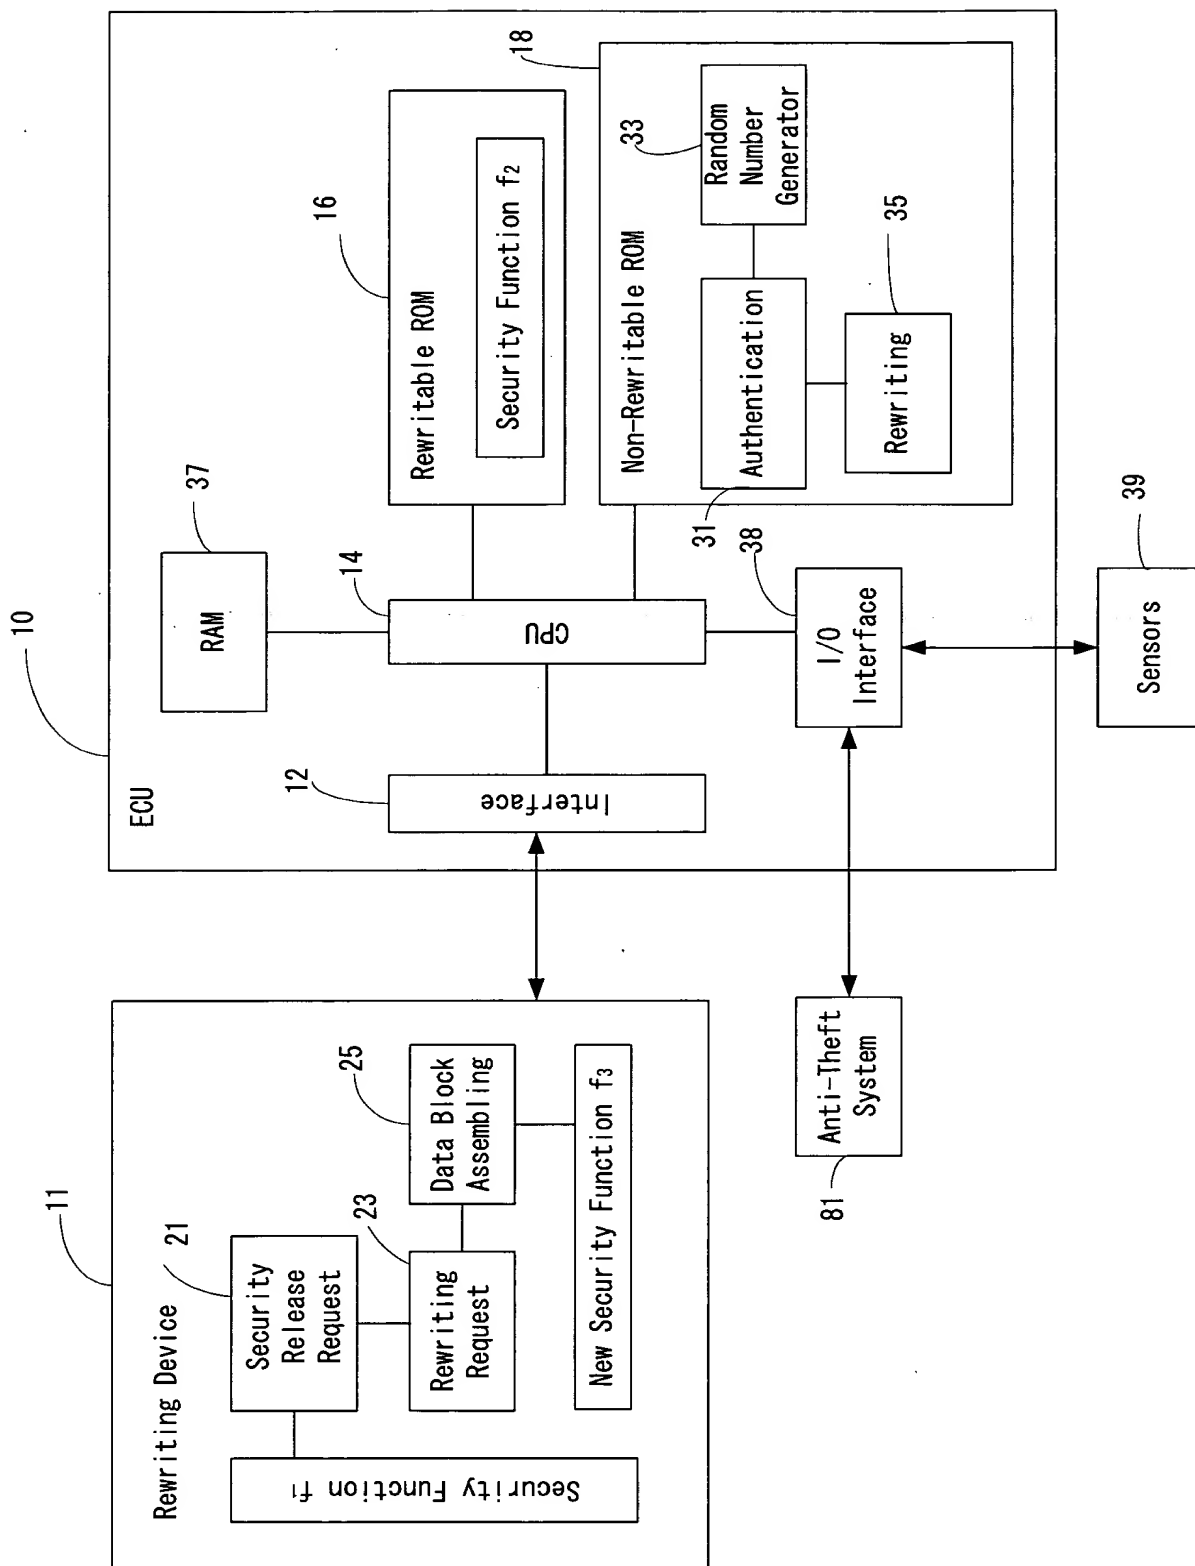 11
Rewriting Device
21
Security
Release
Request
Security Function f1
23
Rewriting
Request
25
Data Block
Assembling
New Security Function f3
10
ECU
12
Interface
37
RAM
14
CPU
16
Rewritable ROM
Security Function f2
18
Non-Rewritable ROM
31
Authentication
33
Random
Number
Generator
35
Rewriting
38
I/O
Interface
81
Anti-Theft
System
39
Sensors